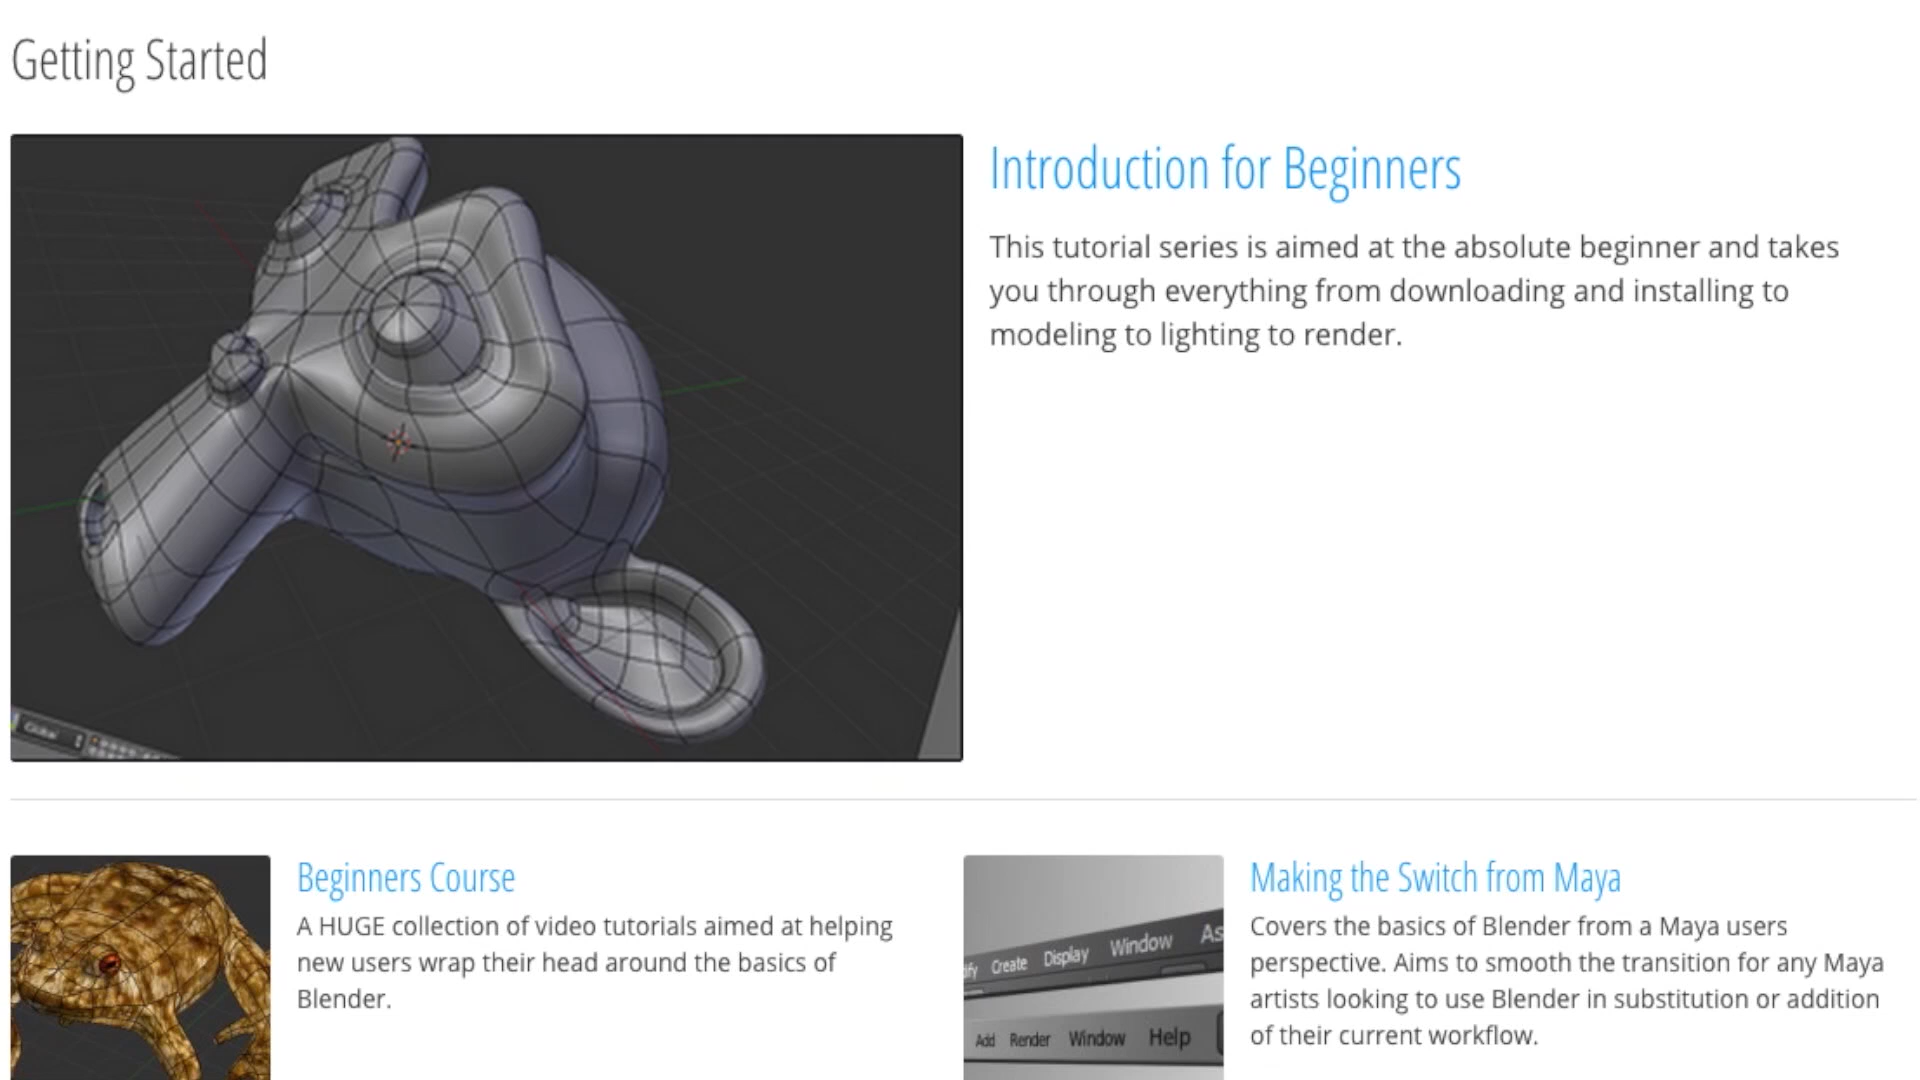 Getting Started
Introduction for Beginners
This tutorial series is aimed at the absolute beginner and takes
you through everything from downloading and installing to
modeling to lighting to render.
Beginners Course
A HUGE collection of video tutorials aimed at helping
new users wrap their head around the basics of
Blender.
ify Create Display Window As
Add Render Window Help
Making the Switch from Maya
Covers the basics of Blender from a Maya users
perspective. Aims to smooth the transition for any Maya
artists looking to use Blender in substitution or addition
of their current workflow.